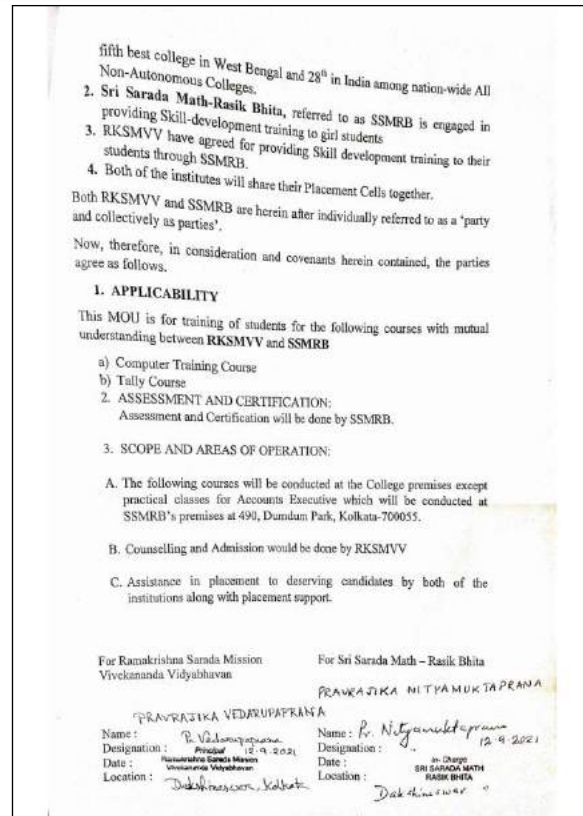 fifth best college in West Bengal and 28th in India among nation-wide All
Non-Autonomous Colleges.
2. Sri Sarada Math-Rasik Bhita, referred to as SSMRB is engaged in
providing Skill-development training to girl students
3. RKSMVV have agreed for providing Skill development training to their
students through SSMRB.
4. Both of the institutes will share their Placement Cells together.
Both RKSMVV and SSMRB are herein after individually referred to as a ‘party
and collectively as parties’.
Now, therefore, in consideration and covenants herein contained, the parties
agree as follows.
1. APPLICABILITY
This MOU is for training of students for the following courses with mutual
understanding between RKSMVV and SSMRB
a) Computer Training Course
b) Tally Course
2. ASSESSMENT AND CERTIFICATION:
Assessment and Certification will be done by SSMRB.
3. SCOPE AND AREAS OF OPERATION:
A. The following courses will be conducted at the College premises except
practical classes for Accounts Executive which will be conducted at
SSMRB's premises at 490, Dumdum Park, Kolkata-700055.
B. Counselling and Admission would be done by RKSMVV
C. Assistance in placement to deserving candidates by both of the
institutions along with placement support.
For Ramakrishna Sarada Mission
Vivekananda Vidyabhavan
PRAVRAJIKA VEDARUPAPRANA
Name : Pr. Vedarupaprana
Designation : Principal 12-9-2021
Date : Ramakrishna Sarada Mission
Vivekananda Vidyabhavan
Location : Dakshineswar, Kolkata
For Sri Sarada Math – Rasik Bhita
PRAVRAJIKA NITYAMUKTAPRANA
Name : Pr. Nityamuktaprana
Designation : 12-9-2021
Date : In-Charge
SRI SARADA MATH
Location : RASIK BHITA
Dakshineswar "